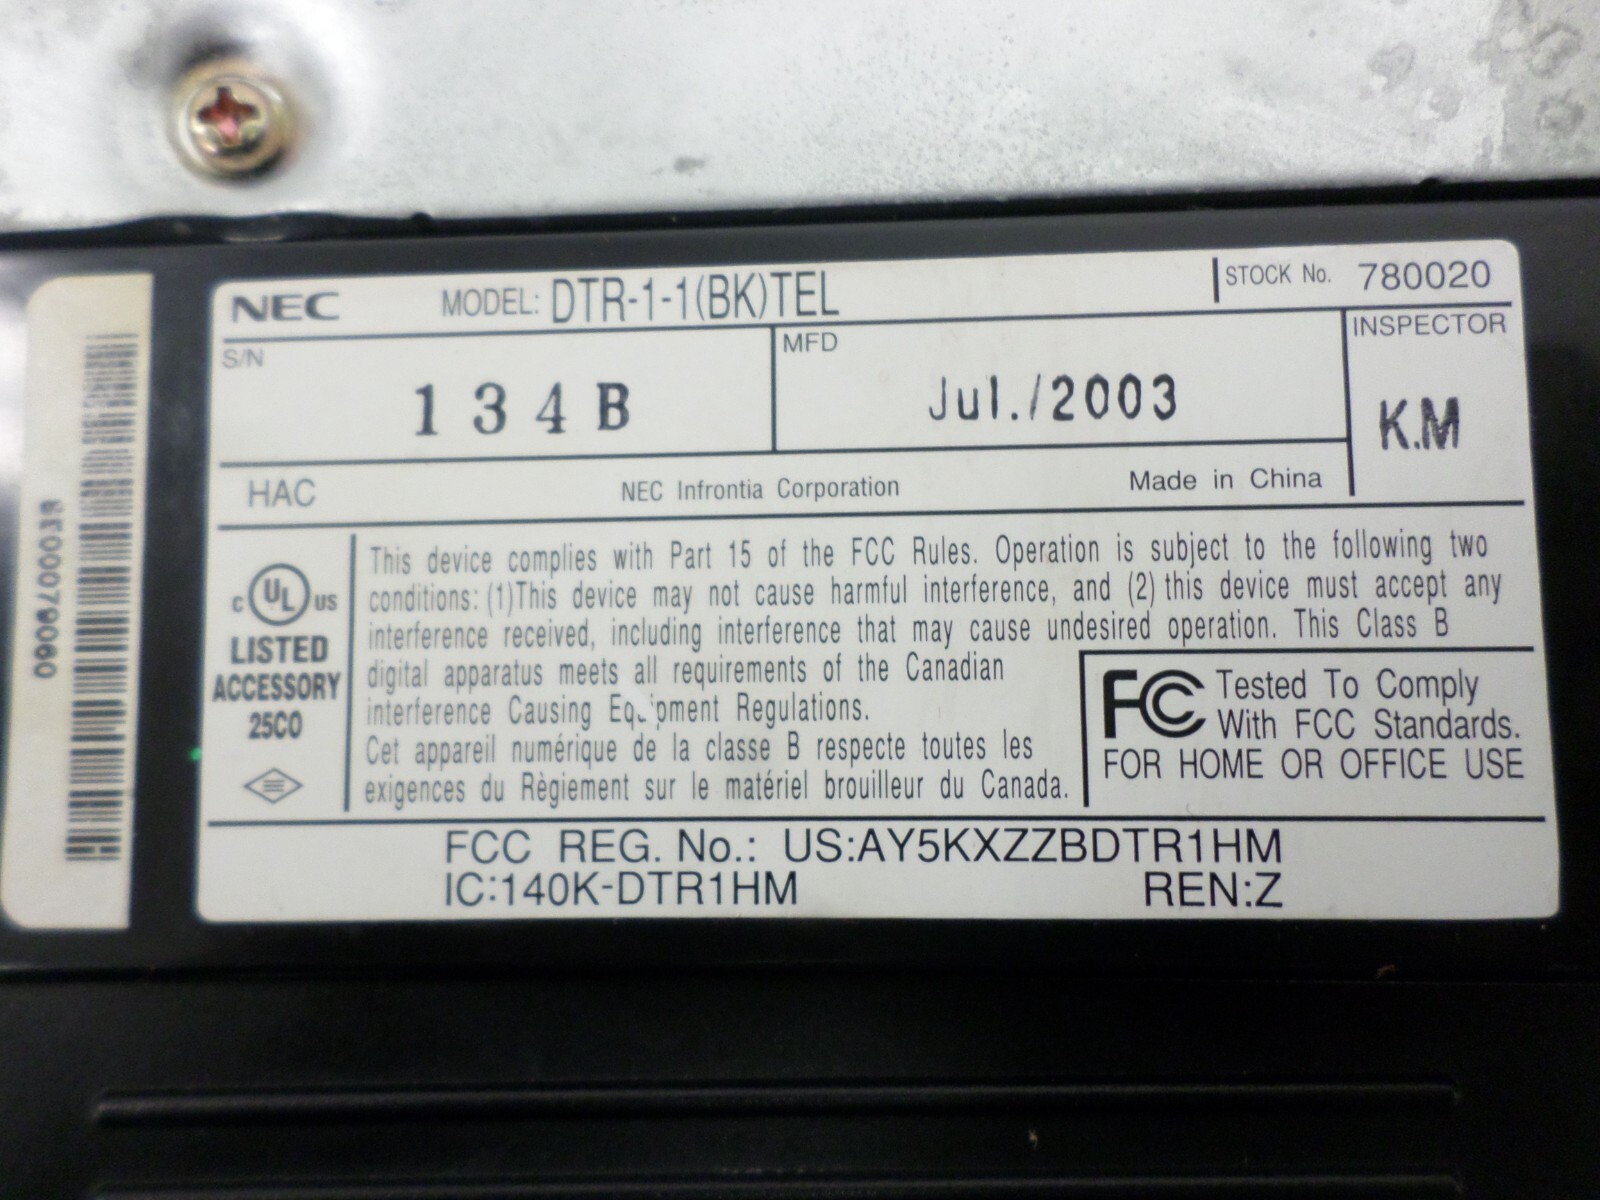 NEC MODEL: DTR-1-1(BK)TEL STOCK No. 780020
S/N 134B MFD Jul./2003 INSPECTOR K.M
HAC NEC Infrontia Corporation Made in China
C UL US
LISTED
ACCESSORY
25CO
This device complies with Part 15 of the FCC Rules. Operation is subject to the following two
conditions: (1)This device may not cause harmful interference, and (2) this device must accept any
interference received, including interference that may cause undesired operation. This Class B
digital apparatus meets all requirements of the Canadian
interference Causing Equipment Regulations.
Cet appareil numérique de la classe B respecte toutes les
exigences du Règiement sur le matériel brouilleur du Canada.
FC Tested To Comply
With FCC Standards.
FOR HOME OR OFFICE USE
FCC REG. No.: US:AY5KXZZBDTR1HM
IC:140K-DTR1HM REN:Z